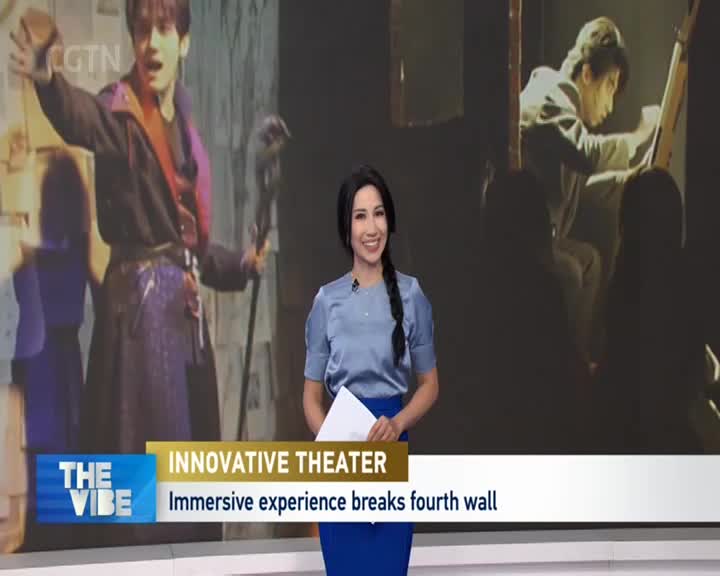 CGTN
INNOVATIVE THEATER
THE
VIBE
Immersive experience breaks fourth wall